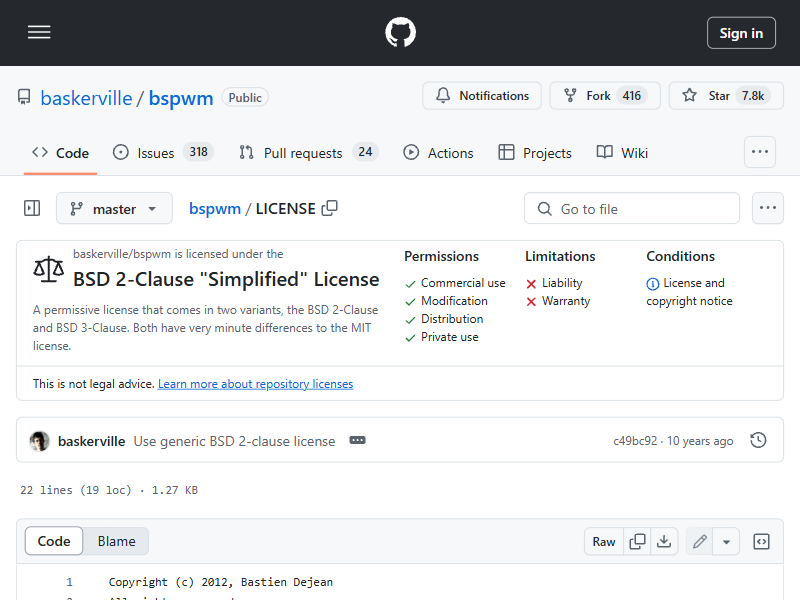 Sign in
baskerville / bspwm Public
Notifications Fork 416 Star 7.8k
Code Issues 318 Pull requests 24 Actions Projects Wiki
master bspwm / LICENSE Go to file
baskerville/bspwm is licensed under the
BSD 2-Clause "Simplified" License
A permissive license that comes in two variants, the BSD 2-Clause
and BSD 3-Clause. Both have very minute differences to the MIT
license.
Permissions
Commercial use
Modification
Distribution
Private use
Limitations
Liability
Warranty
Conditions
License and
copyright notice
This is not legal advice. Learn more about repository licenses
baskerville Use generic BSD 2-clause license c49bc92 · 10 years ago
22 lines (19 loc) · 1.27 KB
Code Blame Raw
1 Copyright (c) 2012, Bastien Dejean